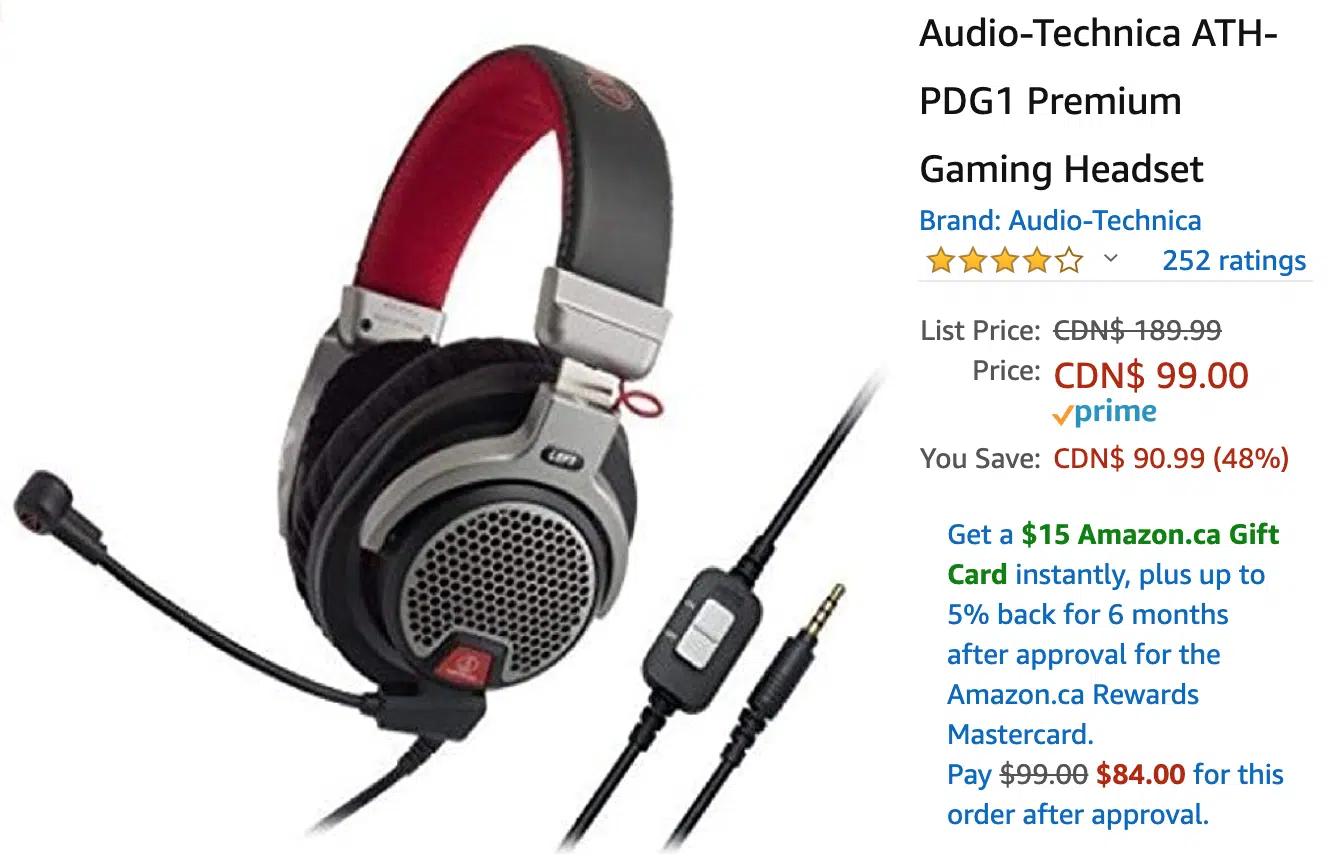 Audio-Technica ATH-
PDG1 Premium
Gaming Headset
Brand: Audio-Technica
252 ratings
List Price: CDN$ 189.99
Price: CDN$ 99.00
prime
You Save: CDN$ 90.99 (48%)
Get a $15 Amazon.ca Gift
Card instantly, plus up to
5% back for 6 months
after approval for the
Amazon.ca Rewards
Mastercard.
Pay $99.00 $84.00 for this
order after approval.
LEFT